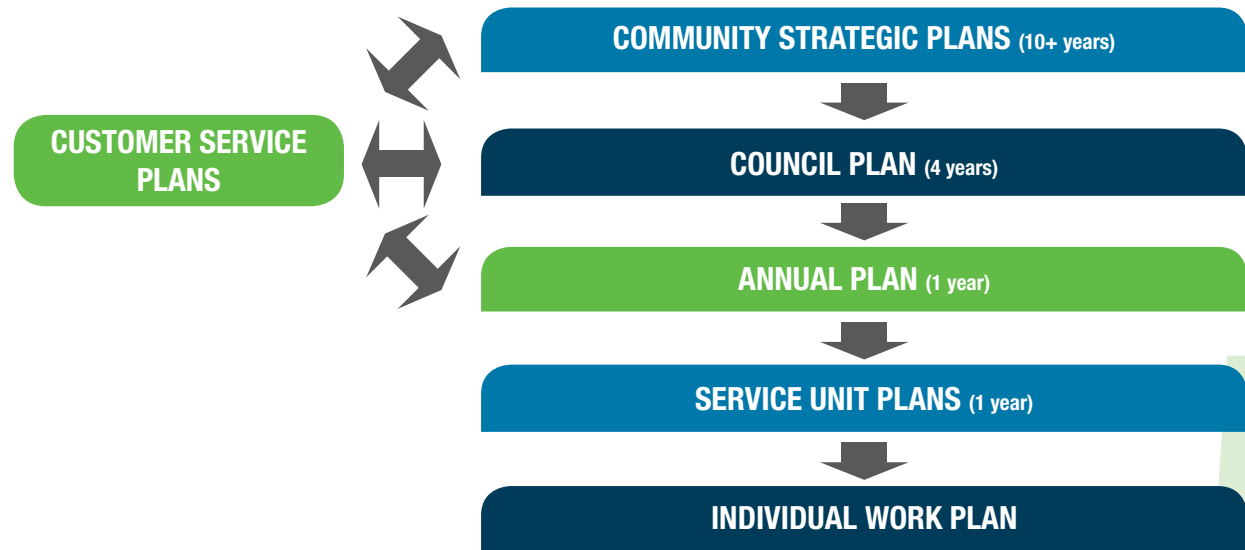 COMMUNITY STRATEGIC PLANS (10+ years)
CUSTOMER SERVICE
PLANS
COUNCIL PLAN (4 years)
ANNUAL PLAN (1 year)
SERVICE UNIT PLANS (1 year)
INDIVIDUAL WORK PLAN